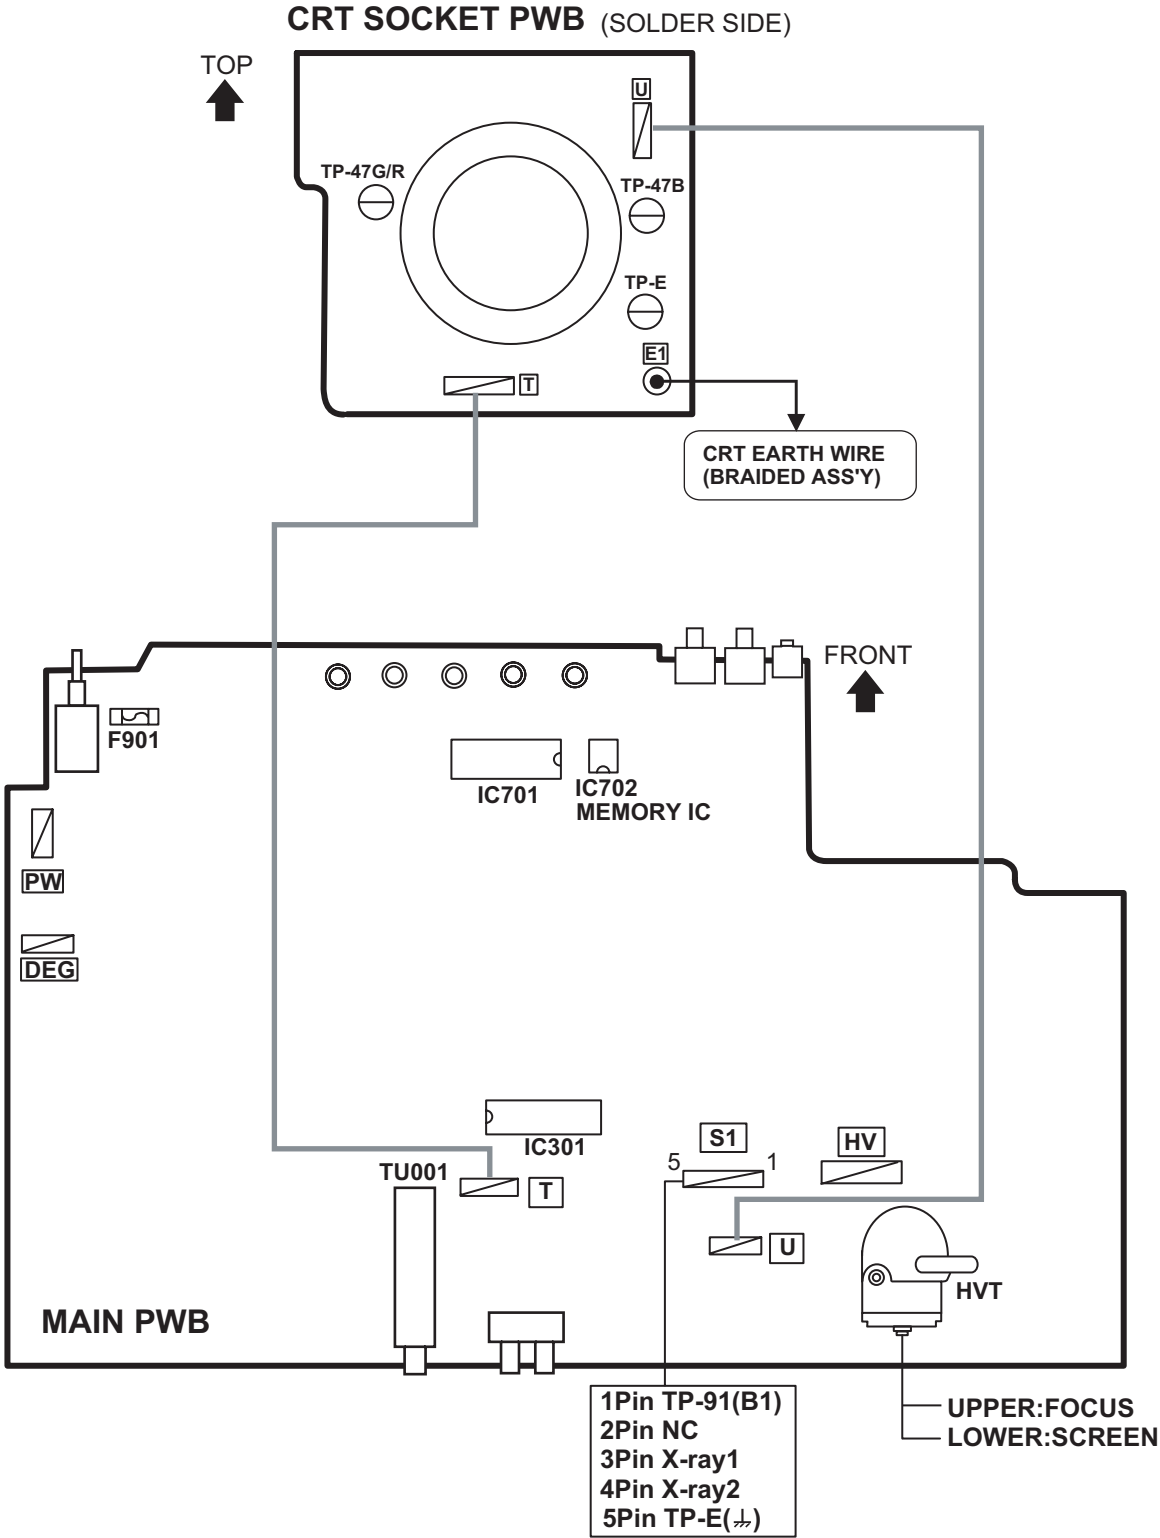 CRT SOCKET PWB (SOLDER SIDE)
TOP
U
TP-47G/R
TP-47B
TP-E
E1
T
CRT EARTH WIRE
(BRAIDED ASS'Y)
FRONT
F901
IC701
IC702
MEMORY IC
PW
DEG
IC301
S1
HV
5
1
TU001
T
U
HVT
MAIN PWB
1Pin TP-91(B1)
2Pin NC
3Pin X-ray1
4Pin X-ray2
5Pin TP-E(⏚)
UPPER:FOCUS
LOWER:SCREEN